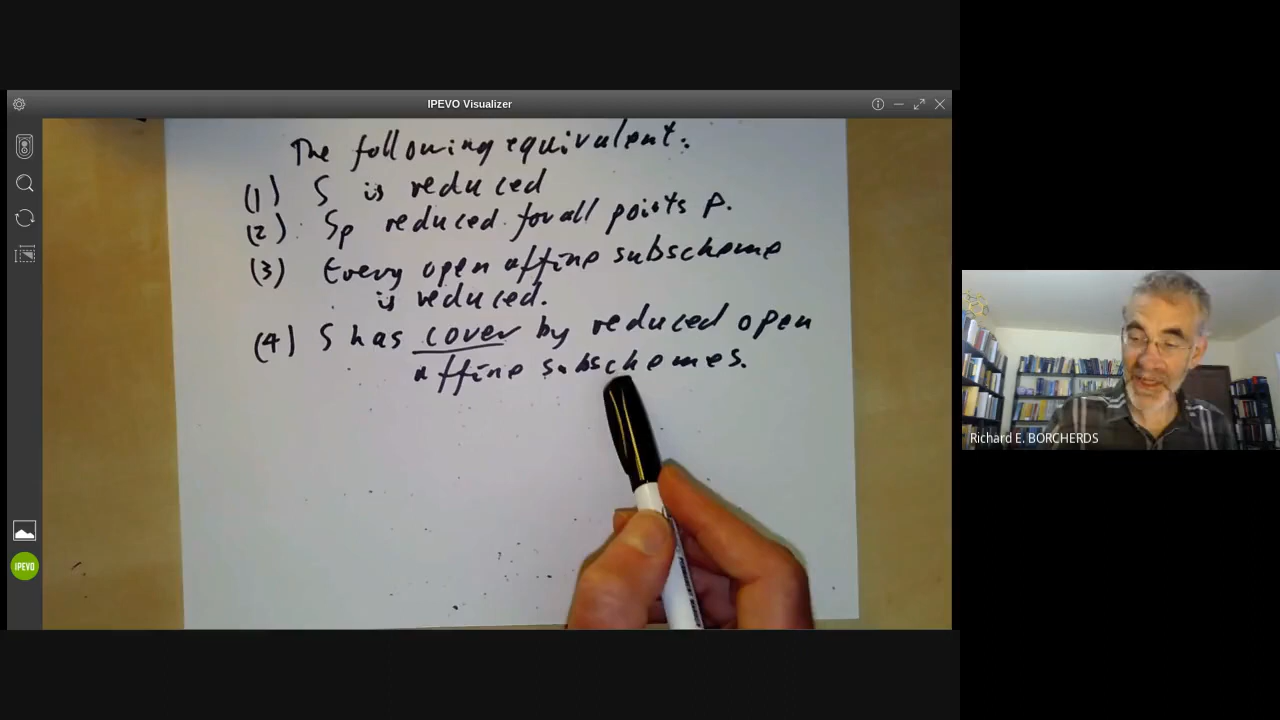 IPEVO Visualizer
The following equivalent:
(1) S is reduced
(2) Sp reduced for all points p.
(3) Every open affine subscheme
is reduced.
(4) S has cover by reduced open
affine subschemes.
Richard E. BORCHERDS
IPEVO